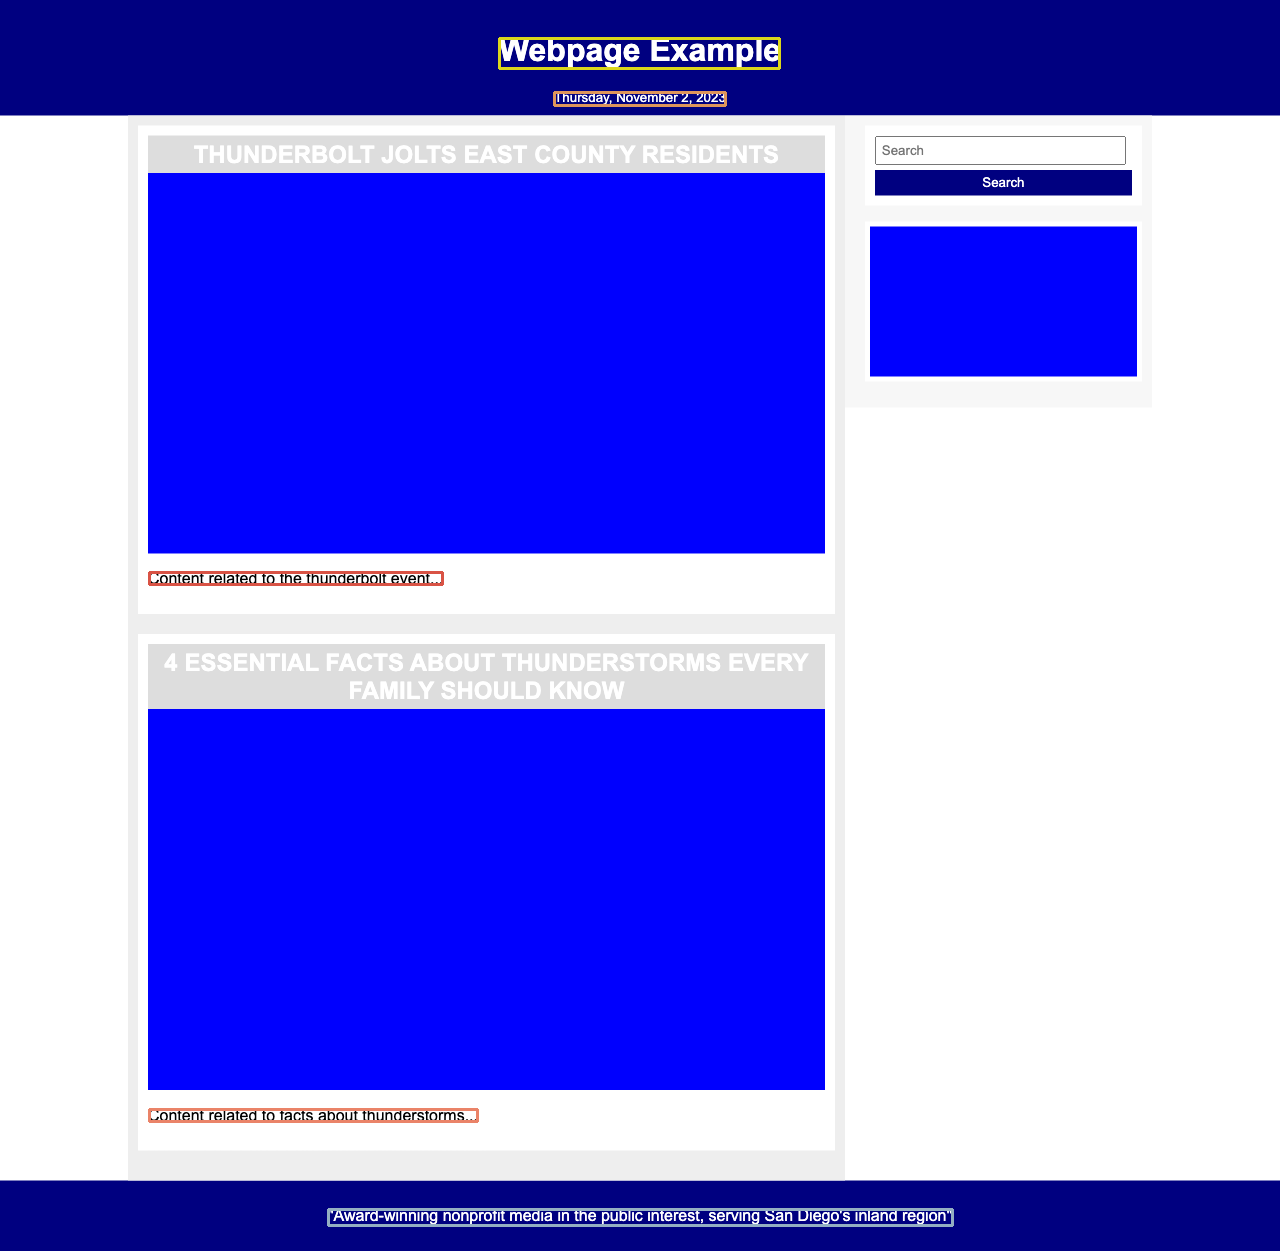 Webpage Example
Thursday, November 2, 2023
THUNDERBOLT JOLTS EAST COUNTY RESIDENTS
Search
Search
Content related to the thunderbolt event...
4 ESSENTIAL FACTS ABOUT THUNDERSTORMS EVERY
FAMILY SHOULD KNOW
Content related to facts about thunderstorms...
"Award-winning nonprofit media in the public interest, serving San Diego's inland region"